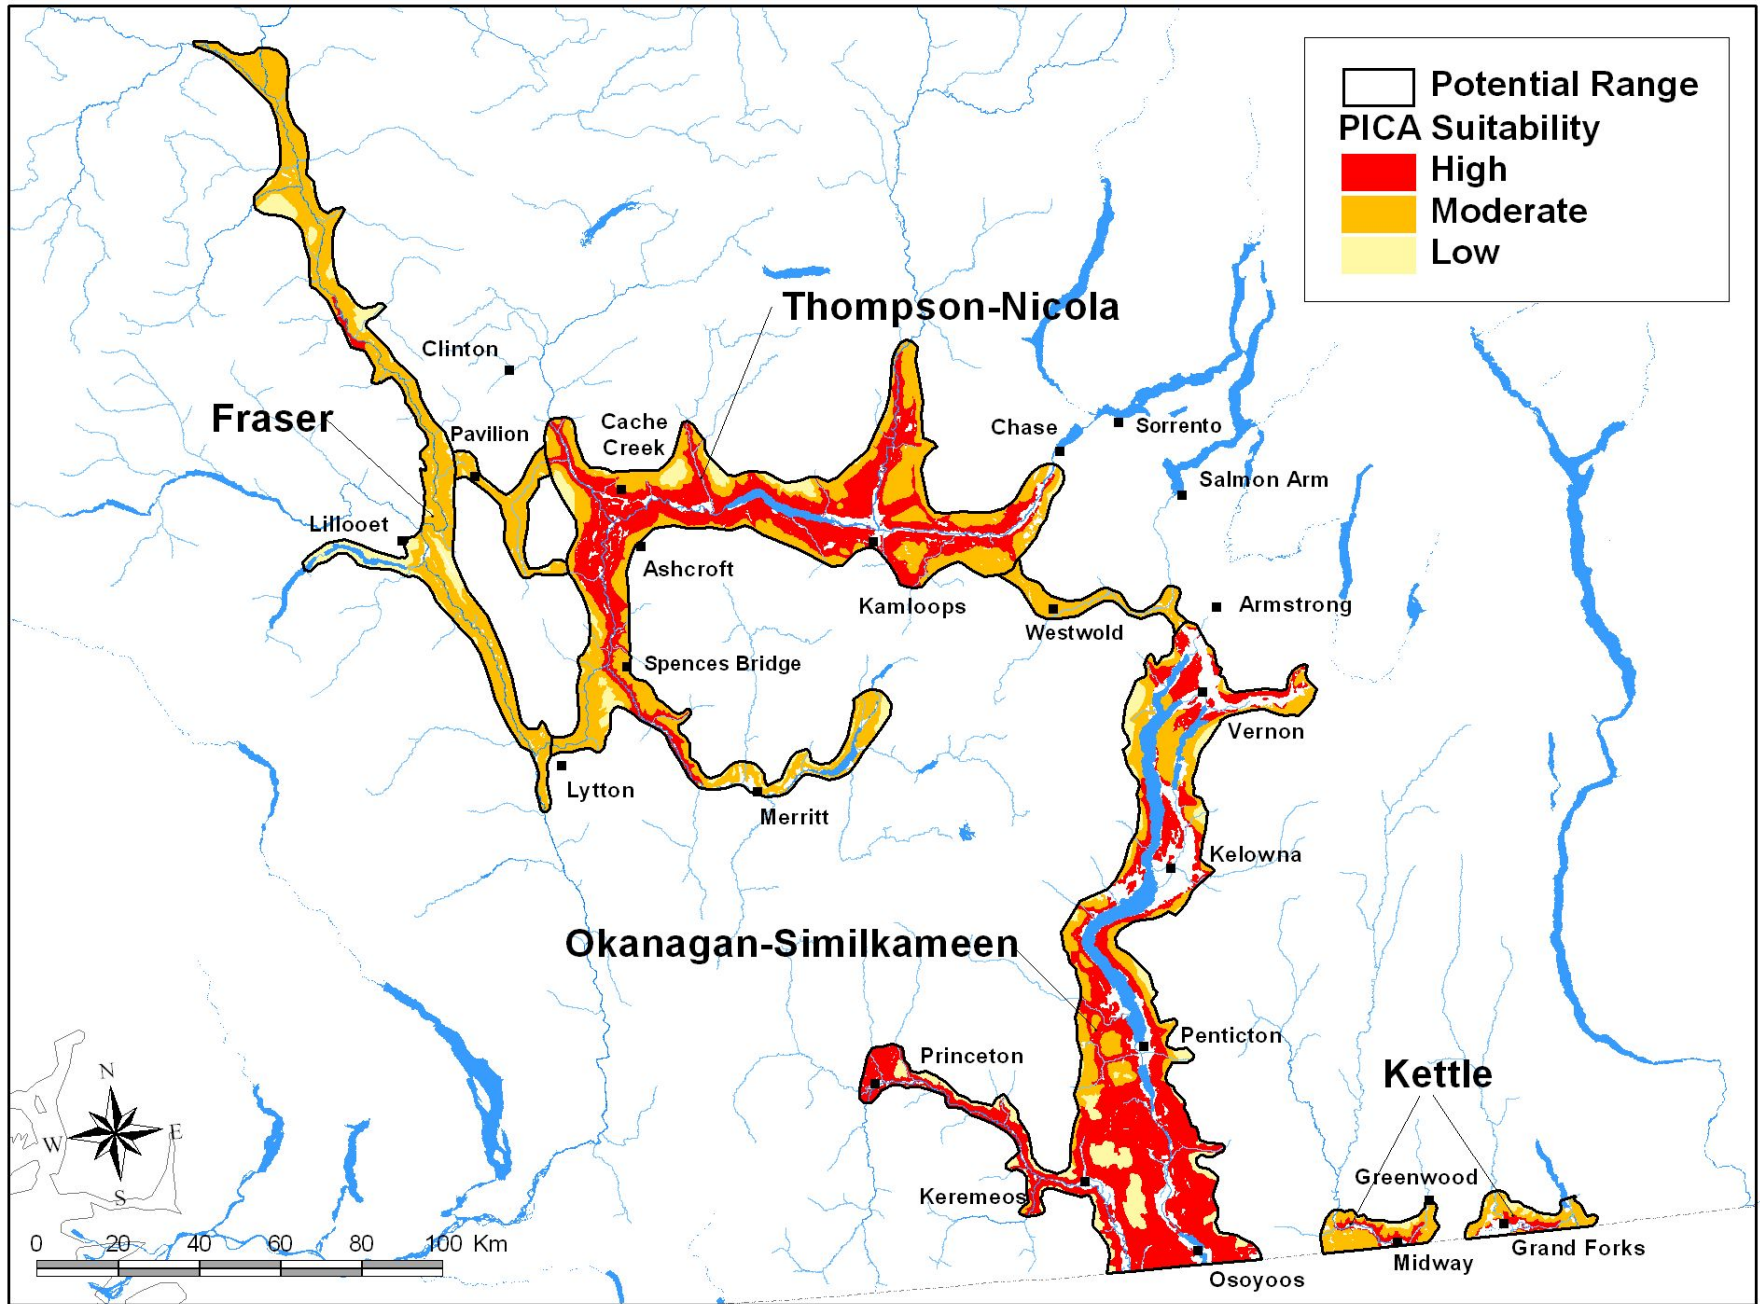 Potential Range
PICA Suitability
High
Moderate
Low
Thompson-Nicola
Clinton
Fraser
Pavilion
Cache
Creek
Chase
Sorrento
Salmon Arm
Lillooet
Ashcroft
Kamloops
Armstrong
Westwold
Spences Bridge
Vernon
Lytton
Merritt
Kelowna
Okanagan-Similkameen
Penticton
Princeton
Kettle
N
W
E
S
Greenwood
Keremeos
0 20 40 60 80 100 Km
Grand Forks
Midway
Osoyoos